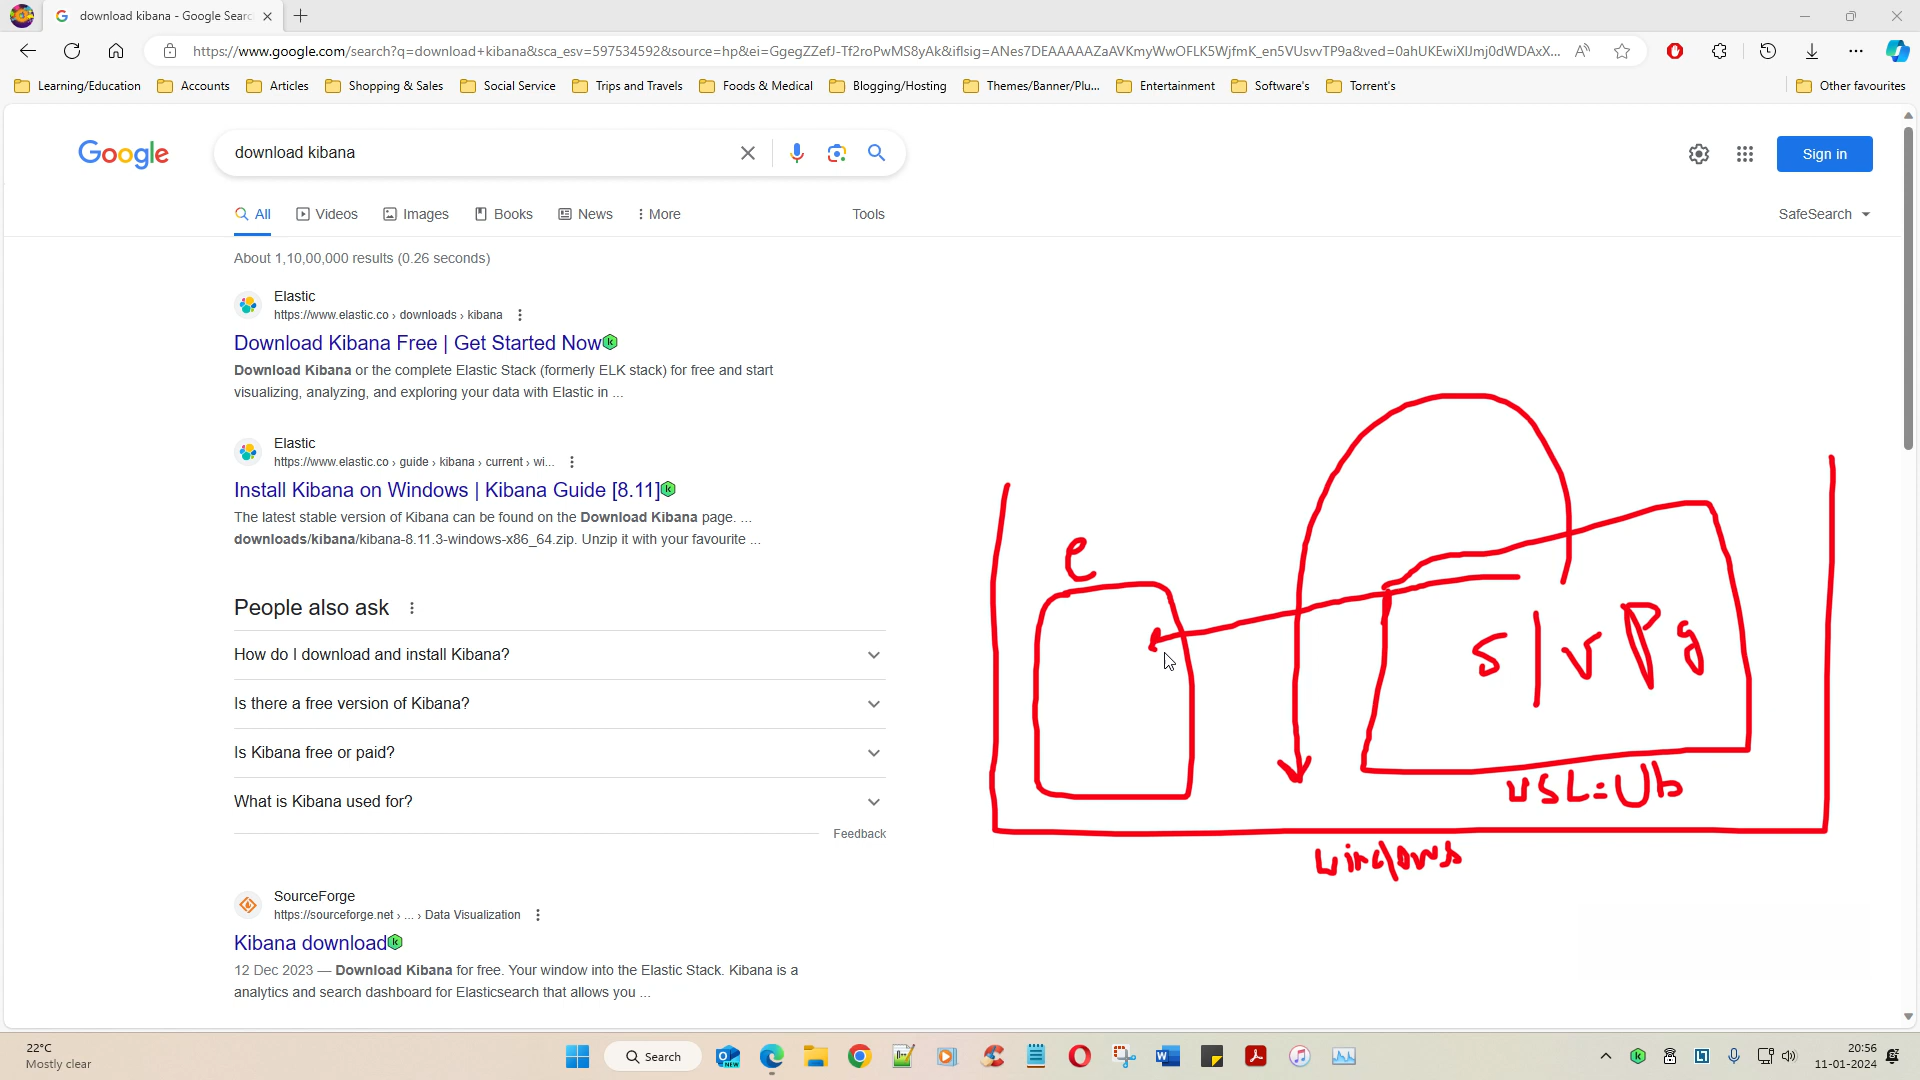 download kibana - Google Searc
https://www.google.com/search?q=download+kibana&sca_esv=597534592&source=hp&ei=GgegZZefJ-Tf2roPwMS8yAk&iflsig=ANes7DEAAAAAZaAVKmyWwOFLK5WjfmK_en5VUsvvTP9a&ved=0ahUKEwiXlJmj0dWDAxX...
Learning/Education Accounts Articles Shopping & Sales Social Service Trips and Travels Foods & Medical Blogging/Hosting Themes/Banner/Plu... Entertainment Software's Torrent's Other favourites
Google download kibana Sign in
All Videos Images Books News More Tools SafeSearch
About 1,10,00,000 results (0.26 seconds)
Elastic
https://www.elastic.co › downloads › kibana
Download Kibana Free | Get Started Now
Download Kibana or the complete Elastic Stack (formerly ELK stack) for free and start
visualizing, analyzing, and exploring your data with Elastic in ...
Elastic
https://www.elastic.co › guide › kibana › current › wi...
Install Kibana on Windows | Kibana Guide [8.11]
The latest stable version of Kibana can be found on the Download Kibana page. ...
downloads/kibana/kibana-8.11.3-windows-x86_64.zip. Unzip it with your favourite ...
People also ask
How do I download and install Kibana?
Is there a free version of Kibana?
Is Kibana free or paid?
What is Kibana used for?
Feedback
SourceForge
https://sourceforge.net › ... › Data Visualization
Kibana download
12 Dec 2023 — Download Kibana for free. Your window into the Elastic Stack. Kibana is a
analytics and search dashboard for Elasticsearch that allows you ...
e
windows
22°C
Mostly clear
Search
20:56
11-01-2024